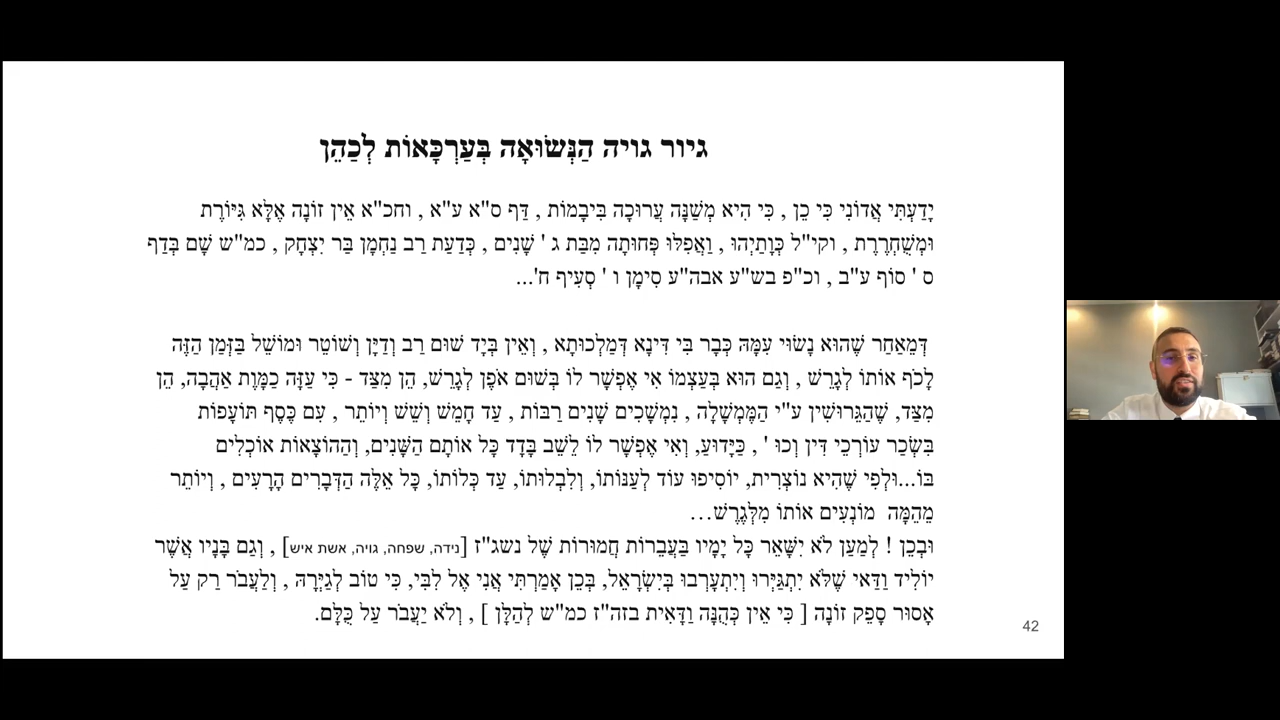 גיור גויה הַנְּשׂוּאָה בְּעַרְכָּאוֹת לְכַהֵן
יָדַעְתִּי אֲדוֹנִי כִּי כֵן , כִּי הִיא מִשְׁנָּה עֲרוּכָה בִּיבָמוֹת , דַּף ס"א ע"א , וחכ"א אֵין זוֹנָה אֶלָּא גִּיּוֹרֶת
וּמְשֻׁחְרֶרֶת , וקי"ל כְּוָתַיְהוּ , וַאֲפִלּוּ פְּחוּתָה מִבַּת ג ' שָׁנִים , כְּדַעַת רַב נַחְמָן בַּר יִצְחָק , כמ"ש שָׁם בְּדַף
ס ' סוֹף ע"ב , וכ"פ בש"ע אבה"ע סִימָן ו ' סָעִיף ח'...
דְּמֵאַחַר שֶׁהוּא נָשׂוּי עִמָּהּ כְּבָר בִּי דִּינָא דְּמַלְכוּתָא , וְאֵין בְּיָד שׁוּם רַב וְדַיָּן וְשׁוֹטֵר וּמוֹשֵׁל בַּזְּמַן הַזֶּה
לָכֹף אוֹתוֹ לְגָרֵשׁ , וְגַם הוּא בְּעַצְמוֹ אִי אֶפְשָׁר לוֹ בְּשׁוּם אֹפֶן לְגָרֵשׁ, הֵן מִצַּד - כִּי עַזָּה כַמָּוֶת אַהֲבָה, הֵן
מִצַּד, שֶׁהַגֵּרוּשִׁין ע"י הַמֶּמְשָׁלָה , נִמְשָׁכִים שָׁנִים רַבּוֹת , עַד חָמֵשׁ וְשֵׁשׁ וְיוֹתֵר , עִם כֶּסֶף תּוֹעָפוֹת
בִּשְׂכַר עוֹרְכֵי דִּין וְכוּ ' , כַּיָּדוּעַ, וְאִי אֶפְשָׁר לוֹ לֵשֵׁב בָּדָד כָּל אוֹתָם הַשָּׁנִים, וְהַהוֹצָאוֹת אוֹכְלִים
בּוֹ...וּלְפִי שֶׁהִיא נוֹצְרִית, יוֹסִיפוּ עוֹד לְעַנּוֹתוֹ, וְלִבְלוֹתוֹ, עַד כְּלוֹתוֹ, כָּל אֵלֶּה הַדְּבָרִים הָרָעִים , וְיוֹתֵר
מֵהֵמָּה מוֹנְעִים אוֹתוֹ מִלְּגָרֵשׁ...
וּבְכֵן ! לְמַעַן לֹא יִשָּׁאֵר כָּל יָמָיו בַּעֲבֵרוֹת חֲמוּרוֹת שֶׁל נשג"ז [נידה, שפחה, גויה, אשת איש] , וְגַם בָּנָיו אֲשֶׁר
יוֹלִיד וַדַּאי שֶׁלֹּא יִתְגַּיְּרוּ וְיִתְעָרְבוּ בְּיִשְׂרָאֵל, בְּכֵן אָמַרְתִּי אֲנִי אֶל לִבִּי, כִּי טוֹב לְגַיְּרָהּ , וְלַעֲבֹר רַק עַל
אִסוּר סָפֵק זוֹנָה [ כִּי אֵין כְּהֻנָּה וַדָּאִית בזה"ז כמ"ש לְהַלָּן ] , וְלֹא יַעֲבֹר עַל כֻּלָּם.
42